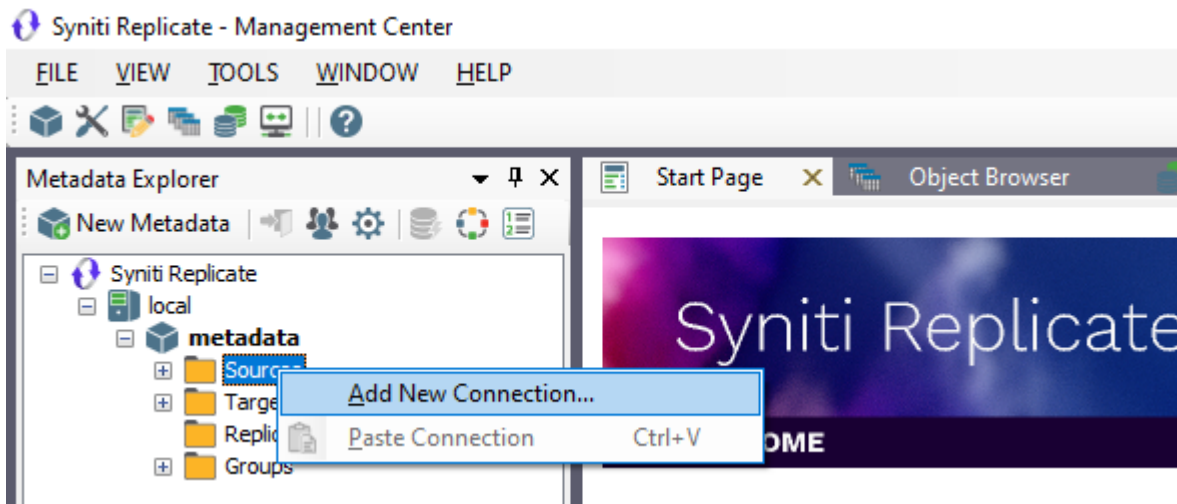 Syniti Replicate - Management Center
FILE VIEW TOOLS WINDOW HELP
Metadata Explorer
Start Page
Object Browser
New Metadata
Syniti Replicate
local
metadata
Sources
Add New Connection...
Paste Connection Ctrl+V
Groups
Syniti Replicate
OME